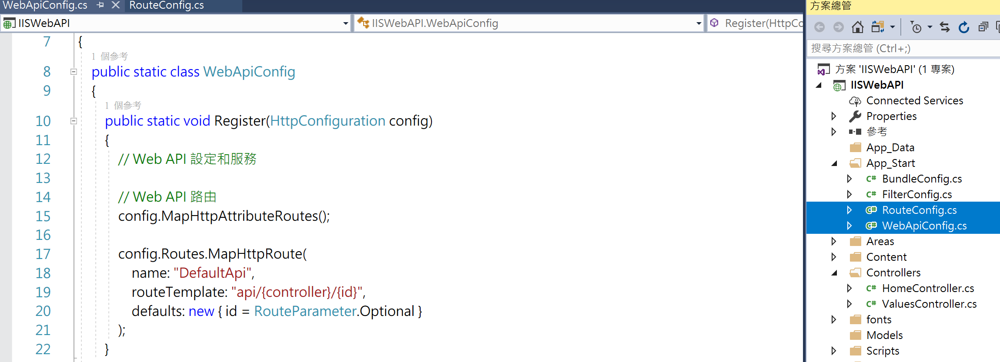 WebApiConfig.cs
RouteConfig.cs
IISWebAPI
IISWebAPI.WebApiConfig
Register(HttpCo
7 {
1 個參考
8 public static class WebApiConfig
9 {
1 個參考
10 public static void Register(HttpConfiguration config)
11 {
12 // Web API 設定和服務
13
14 // Web API 路由
15 config.MapHttpAttributeRoutes();
16
17 config.Routes.MapHttpRoute(
18 name: "DefaultApi",
19 routeTemplate: "api/{controller}/{id}",
20 defaults: new { id = RouteParameter.Optional }
21 );
22 }
方案總管
搜尋方案總管 (Ctrl+;)
方案 'IISWebAPI' (1 專案)
IISWebAPI
Connected Services
Properties
參考
App_Data
App_Start
C# BundleConfig.cs
C# FilterConfig.cs
C# RouteConfig.cs
C# WebApiConfig.cs
Areas
Content
Controllers
C# HomeController.cs
C# ValuesController.cs
fonts
Models
Scripts